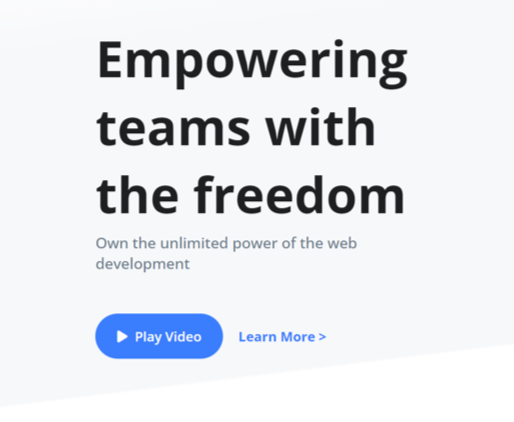 Empowering
teams with
the freedom
Own the unlimited power of the web
development
Play Video
Learn More >